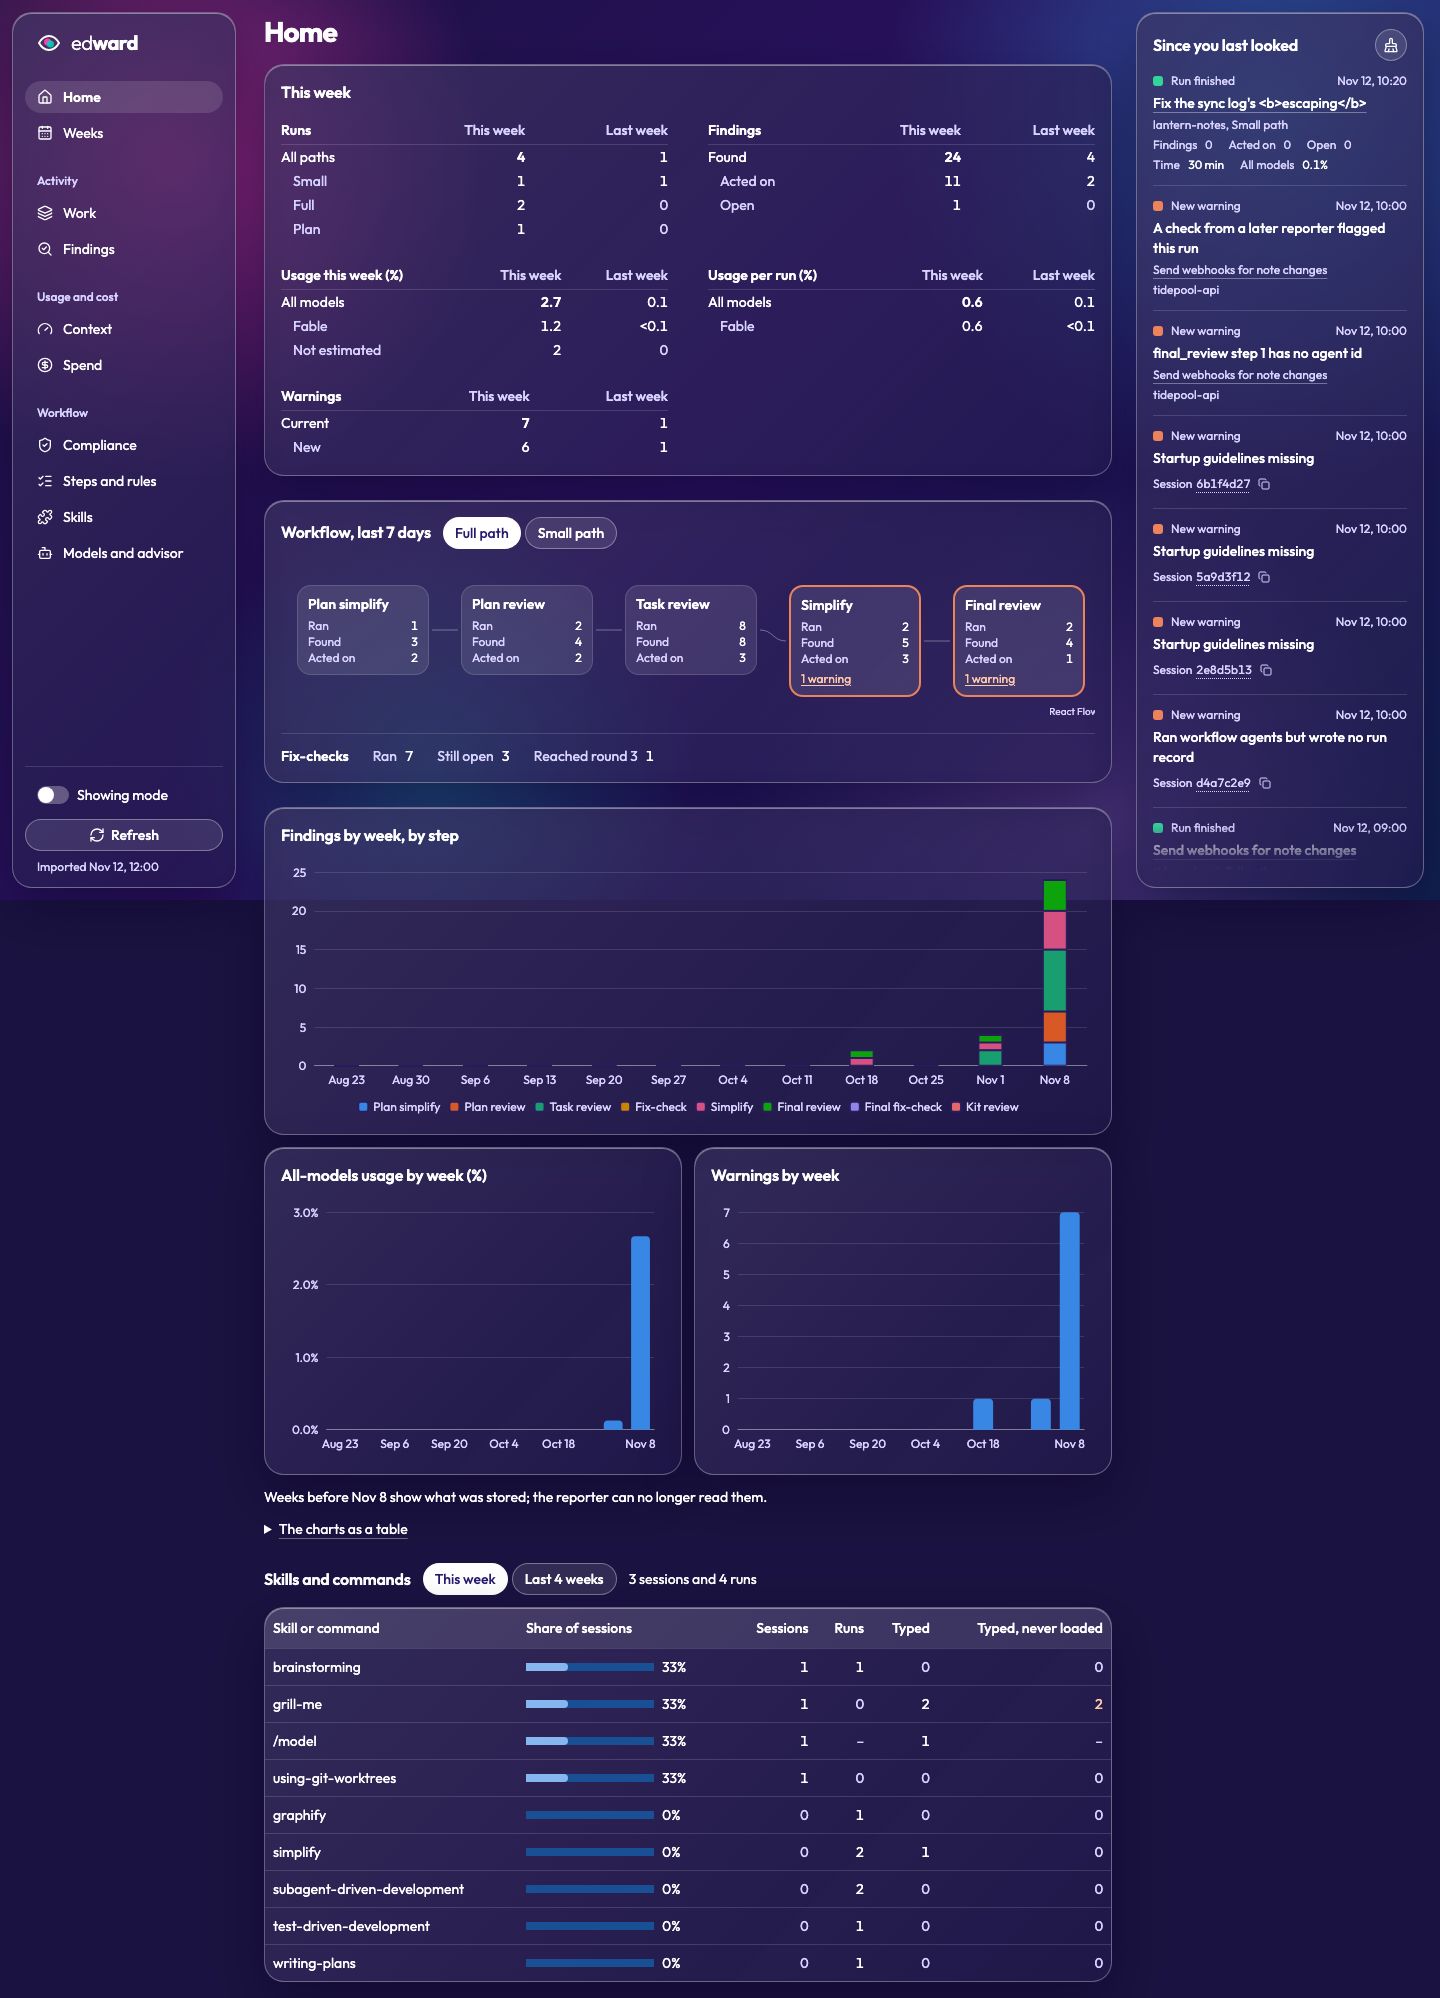 edward
Home
Weeks
Activity
Work
Findings
Usage and cost
Context
Spend
Workflow
Compliance
Steps and rules
Skills
Models and advisor
Showing mode
Refresh
Imported Nov 12, 12:00
Home
This week
Runs This week Last week
All paths 4 1
Small 1 1
Full 2 0
Plan 1 0
Findings This week Last week
Found 24 4
Acted on 11 2
Open 1 0
Usage this week (%) This week Last week
All models 2.7 0.1
Fable 1.2 <0.1
Not estimated 2 0
Usage per run (%) This week Last week
All models 0.6 0.1
Fable 0.6 <0.1
Warnings This week Last week
Current 7 1
New 6 1
Workflow, last 7 days Full path Small path
Plan simplify
Ran 1
Found 3
Acted on 2
Plan review
Ran 2
Found 4
Acted on 2
Task review
Ran 8
Found 8
Acted on 3
Simplify
Ran 2
Found 5
Acted on 3
1 warning
Final review
Ran 2
Found 4
Acted on 1
1 warning
React Flow
Fix-checks Ran 7 Still open 3 Reached round 3 1
Findings by week, by step
25
20
15
10
5
0
Aug 23 Aug 30 Sep 6 Sep 13 Sep 20 Sep 27 Oct 4 Oct 11 Oct 18 Oct 25 Nov 1 Nov 8
Plan simplify Plan review Task review Fix-check Simplify Final review Final fix-check Kit review
All-models usage by week (%)
3.0%
2.0%
1.0%
0.0%
Aug 23 Sep 6 Sep 20 Oct 4 Oct 18 Nov 8
Warnings by week
7
6
5
4
3
2
1
0
Aug 23 Sep 6 Sep 20 Oct 4 Oct 18 Nov 8
Weeks before Nov 8 show what was stored; the reporter can no longer read them.
The charts as a table
Skills and commands This week Last 4 weeks 3 sessions and 4 runs
Skill or command Share of sessions Sessions Runs Typed Typed, never loaded
brainstorming 33% 1 1 0 0
grill-me 33% 1 0 2 2
/model 33% 1 – 1 –
using-git-worktrees 33% 1 0 0 0
graphify 0% 0 1 0 0
simplify 0% 0 2 1 0
subagent-driven-development 0% 0 2 0 0
test-driven-development 0% 0 1 0 0
writing-plans 0% 0 1 0 0
Since you last looked
Run finished Nov 12, 10:20
Fix the sync log's <b>escaping</b>
lantern-notes, Small path
Findings 0 Acted on 0 Open 0
Time 30 min All models 0.1%
New warning Nov 12, 10:00
A check from a later reporter flagged
this run
Send webhooks for note changes
tidepool-api
New warning Nov 12, 10:00
final_review step 1 has no agent id
Send webhooks for note changes
tidepool-api
New warning Nov 12, 10:00
Startup guidelines missing
Session 6b1f4d27
New warning Nov 12, 10:00
Startup guidelines missing
Session 5a9d3f12
New warning Nov 12, 10:00
Startup guidelines missing
Session 2e8d5b13
New warning Nov 12, 10:00
Ran workflow agents but wrote no run
record
Session d4a7c2e9
Run finished Nov 12, 09:00
Send webhooks for note changes